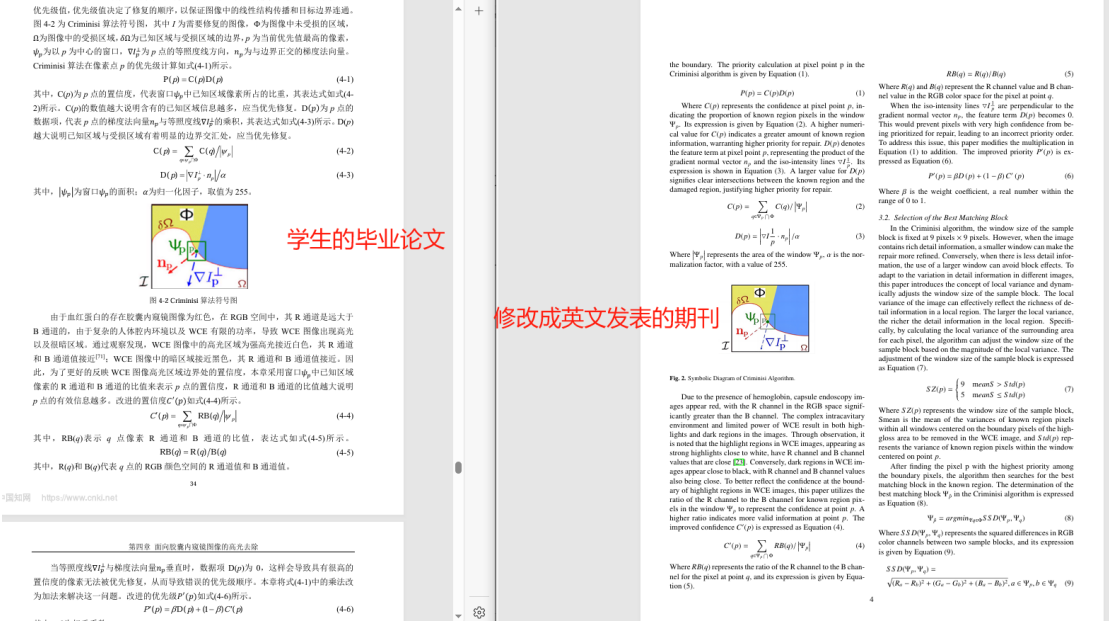 优先级值，优先级值决定了修复的顺序，以保证图像中的线性结构传播和目标边界连通。
图 4-2 为 Criminisi 算法符号图，其中 I 为需要修复的图像，Φ为图像中未受损的区域，
Ω为图像中的受损区域，δΩ为已知区域与受损区域的边界，p 为当前优先值最高的像素，
ψp为以 p 为中心的窗口，∇Ip⊥为 p 点的等照度线方向，np为与边界正交的梯度法向量。
Criminisi 算法在像素点 p 的优先级计算如式(4-1)所示。
P(p) = C(p)D(p) (4-1)
其中，C(p)为 p 点的置信度，代表窗口ψp中已知区域像素所占的比重，其表达式如式(4-
2)所示。C(p)的数值越大说明含有的已知区域信息越多，应当优先修复。D(p)为 p 点的
数据项，代表 p 点的梯度法向量np与等照度线∇Ip⊥的乘积，其表达式如式(4-3)所示。D(p)
越大说明已知区域与受损区域有着明显的边界交汇处，应当优先修复。
C(p) = ∑q∈ψp∩Φ C(q)/|ψp| (4-2)
D(p) = |∇Ip⊥ · np|/α (4-3)
其中，|ψp|为窗口ψp的面积；α为归一化因子，取值为 255。
Φ
δΩ
Ψp p
np
∇Ip⊥
I Ω
学生的毕业论文
图 4-2 Criminisi 算法符号图
由于血红蛋白的存在胶囊内窥镜图像为红色，在 RGB 空间中，其 R 通道是远大于
B 通道的，由于复杂的人体腔内环境以及 WCE 有限的功率，导致 WCE 图像出现高光
以及很暗区域。通过观察发现，WCE 图像中的高光区域为强高光接近白色，其 R 通道
和 B 通道值接近[71]；WCE 图像中的暗区域接近黑色，其 R 通道和 B 通道值接近。因
此，为了更好的反映 WCE 图像高光区域边界处的置信度，本章采用窗口ψp中已知区域
像素的 R 通道和 B 通道的比值来表示 p 点的置信度，R 通道和 B 通道的比值越大说明
p 点的有效信息越多。改进的置信度C′(p)如式(4-4)所示。
C′(p) = ∑q∈ψp∩Φ RB(q)/|ψp| (4-4)
其中，RB(q)表示 q 点像素 R 通道和 B 通道的比值，表达式如式(4-5)所示。
RB(q) = R(q)/B(q) (4-5)
其中，R(q)和 B(q)代表 q 点的 RGB 颜色空间的 R 通道值和 B 通道值。
34
国知网 https://www.cnki.net
第四章 面向胶囊内窥镜图像的高光去除
当等照度线∇Ip⊥与梯度法向量np垂直时，数据项 D(p)为 0，这样会导致具有很高的
置信度的像素无法被优先修复，从而导致错误的优先级顺序。本章将式(4-1)中的乘法改
为加法来解决这一问题。改进的优先级P′(p)如式(4-6)所示。
P′(p) = βD(p) + (1−β)C′(p) (4-6)
the boundary. The priority calculation at pixel point p in the
Criminisi algorithm is given by Equation (1).
P(p) = C(p)D(p) (1)
Where C(p) represents the confidence at pixel point p, in-
dicating the proportion of known region pixels in the window
Ψp. Its expression is given by Equation (2). A higher numeri-
cal value for C(p) indicates a greater amount of known region
information, warranting higher priority for repair. D(p) denotes
the feature term at pixel point p, representing the product of the
gradient normal vector np and the iso-intensity lines ▽Ip⊥. Its
expression is shown in Equation (3). A larger value for D(p)
signifies clear intersections between the known region and the
damaged region, justifying higher priority for repair.
C(p) = ∑q∈Ψp∩Φ C(q)/|Ψp| (2)
D(p) = |▽I1p · np|/α (3)
Where |Ψp| represents the area of the window Ψp. α is the nor-
malization factor, with a value of 255.
Φ
δΩ
Ψp p
np
∇Ip⊥
I Ω
修改成英文发表的期刊
Fig. 2. Symbolic Diagram of Criminisi Algorithm.
Due to the presence of hemoglobin, capsule endoscopy im-
ages appear red, with the R channel in the RGB space signif-
icantly greater than the B channel. The complex intracavitary
environment and limited power of WCE result in both high-
lights and dark regions in the images. Through observation, it
is noted that the highlight regions in WCE images, appearing as
strong highlights close to white, have R channel and B channel
values that are close [23]. Conversely, dark regions in WCE im-
ages appear close to black, with R channel and B channel values
also being close. To better reflect the confidence at the bound-
ary of highlight regions in WCE images, this paper utilizes the
ratio of the R channel to the B channel for known region pix-
els in the window Ψp to represent the confidence at point p. A
higher ratio indicates more valid information at point p. The
improved confidence C′(p) is expressed as Equation (4).
C′(p) = ∑q∈Ψp∩Φ RB(q)/|Ψp| (4)
Where RB(q) represents the ratio of the R channel to the B chan-
nel for the pixel at point q, and its expression is given by Equa-
tion (5).
RB(q) = R(q)/B(q) (5)
Where R(q) and B(q) represent the R channel value and B chan-
nel value in the RGB color space for the pixel at point q.
When the iso-intensity lines ▽Ip⊥ are perpendicular to the
gradient normal vector np, the feature term D(p) becomes 0.
This would prevent pixels with very high confidence from be-
ing prioritized for repair, leading to an incorrect priority order.
To address this issue, this paper modifies the multiplication in
Equation (1) to addition. The improved priority P′(p) is ex-
pressed as Equation (6).
P′(p) = βD(p) + (1 − β) C′(p) (6)
Where β is the weight coefficient, a real number within the
range of 0 to 1.
3.2. Selection of the Best Matching Block
In the Criminisi algorithm, the window size of the sample
block is fixed at 9 pixels × 9 pixels. However, when the image
contains rich detail information, a smaller window can make the
repair more refined. Conversely, when there is less detail infor-
mation, the use of a larger window can avoid block effects. To
adapt to the variation in detail information in different images,
this paper introduces the concept of local variance and dynam-
ically adjusts the window size of the sample block. The local
variance of the image can effectively reflect the richness of de-
tail information in a local region. The larger the local variance,
the richer the detail information in the local region. Specifi-
cally, by calculating the local variance of the surrounding area
for each pixel, the algorithm can adjust the window size of the
sample block based on the magnitude of the local variance. The
adjustment of the window size of the sample block is expressed
as Equation (7).
SZ(p) = { 9 meanS > Std(p)
5 meanS ≤ Std(p) (7)
Where SZ(p) represents the window size of the sample block,
Smean is the mean of the variances of known region pixels
within all windows centered on the boundary pixels of the high-
gloss area to be removed in the WCE image, and Std(p) rep-
resents the variance of known region pixels within the window
centered on point p.
After finding the pixel p with the highest priority among
the boundary pixels, the algorithm then searches for the best
matching block in the known region. The determination of the
best matching block Ψp̂ in the Criminisi algorithm is expressed
as Equation (8).
Ψp̂ = argminΨq∈Φ SSD(Ψp, Ψq) (8)
Where SSD(Ψp, Ψq) represents the squared differences in RGB
color channels between two sample blocks, and its expression
is given by Equation (9).
SSD(Ψp, Ψq) =
√(Ra − Rb)² + (Ga − Gb)² + (Ba − Bb)², a ∈ Ψp, b ∈ Ψq (9)
4